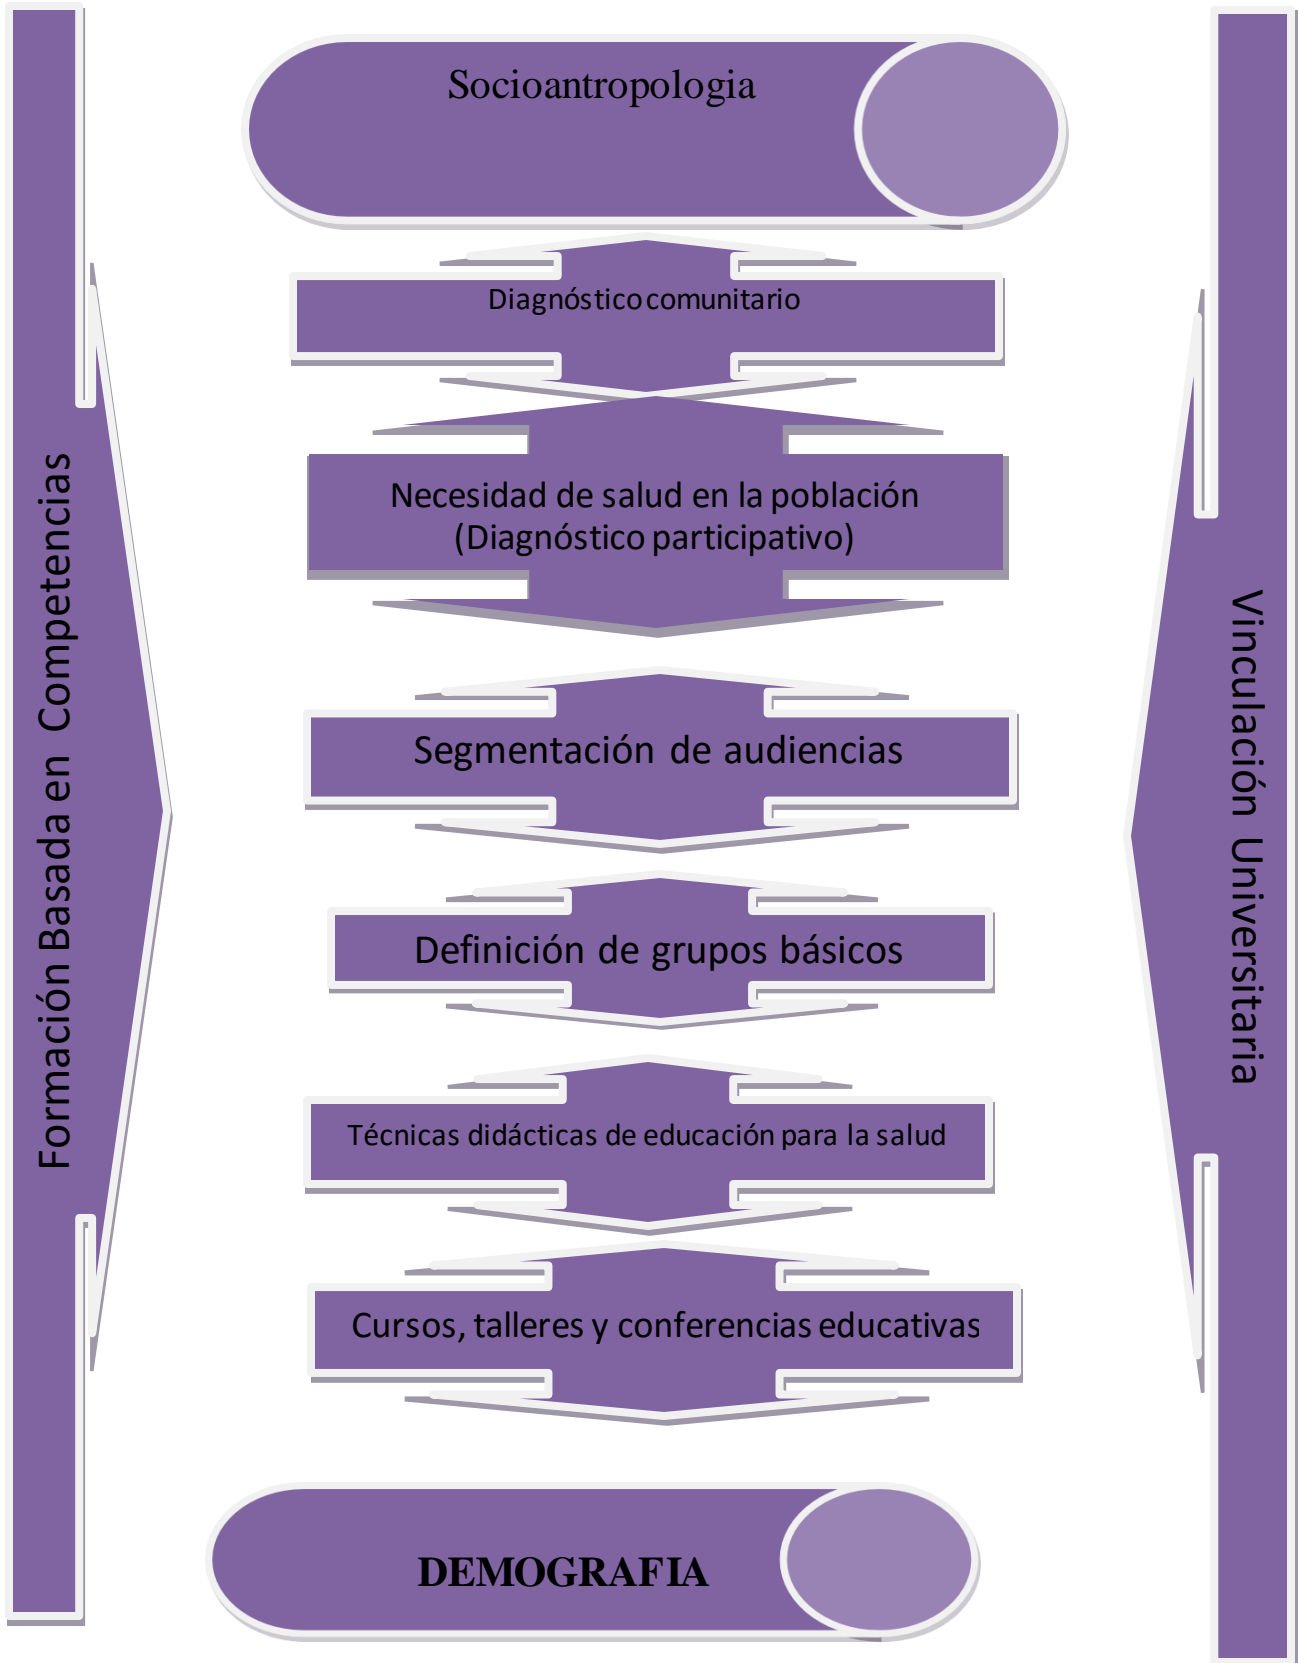 Socioantropologia
Diagnóstico comunitario
Necesidad de salud en la población
(Diagnóstico participativo)
Segmentación de audiencias
Definición de grupos básicos
Técnicas didácticas de educación para la salud
Cursos, talleres y conferencias educativas
DEMOGRAFIA
Formación Basada en Competencias
Vinculación Universitaria